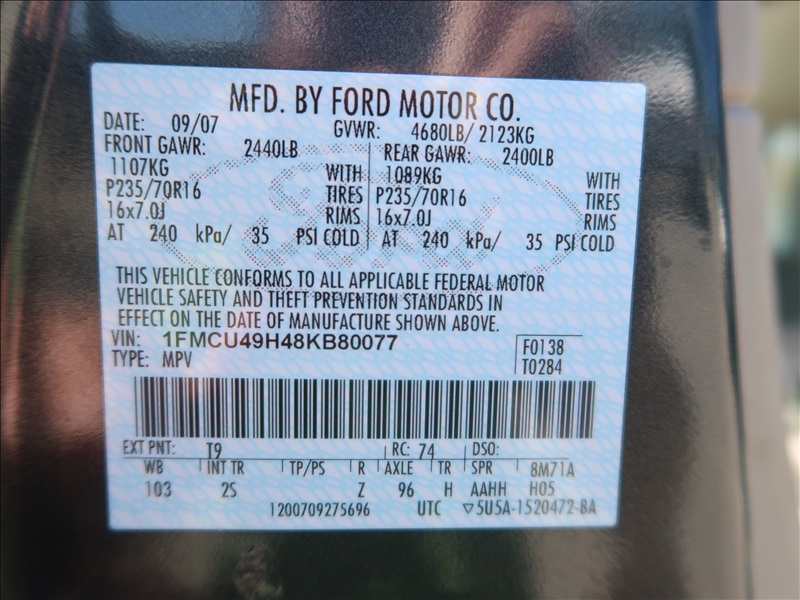 MFD. BY FORD MOTOR CO.
DATE: 09/07 GVWR: 4680LB/ 2123KG
FRONT GAWR: 2440LB REAR GAWR: 2400LB
1107KG WITH 1089KG WITH
P235/70R16 TIRES P235/70R16 TIRES
16x7.0J RIMS 16x7.0J RIMS
AT 240 kPa/ 35 PSI COLD AT 240 kPa/ 35 PSI COLD
THIS VEHICLE CONFORMS TO ALL APPLICABLE FEDERAL MOTOR
VEHICLE SAFETY AND THEFT PREVENTION STANDARDS IN
EFFECT ON THE DATE OF MANUFACTURE SHOWN ABOVE.
VIN: 1FMCU49H48KB80077 F0138
TYPE: MPV T0284
EXT PNT: T9 RC: 74 DSO:
WB INT TR TP/PS R AXLE TR SPR 8M71A
103 2S Z 96 H AAHH H05
1200709275696 UTC ▽5U5A-1520472-BA